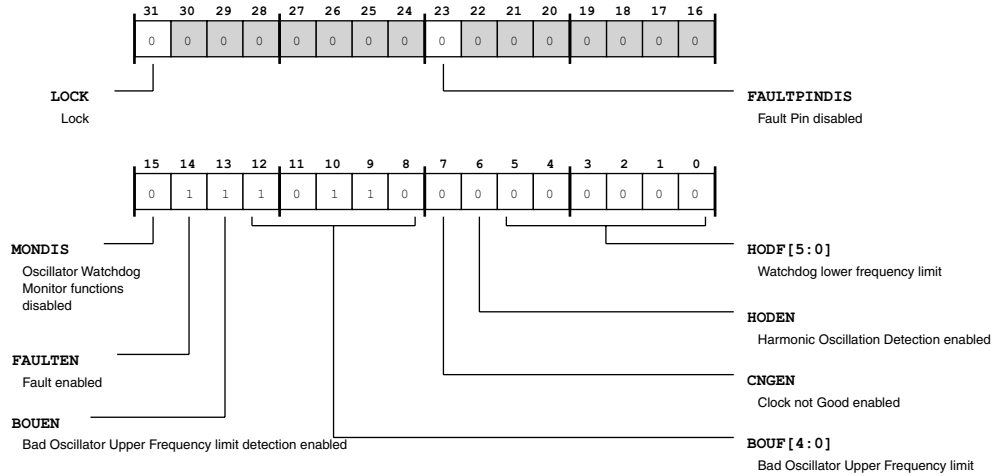 31 30 29 28 27 26 25 24 23 22 21 20 19 18 17 16
0 0 0 0 0 0 0 0 0 0 0 0 0 0 0 0
LOCK
Lock
FAULTPINDIS
Fault Pin disabled
15 14 13 12 11 10 9 8 7 6 5 4 3 2 1 0
0 1 1 1 0 1 1 0 0 0 0 0 0 0 0 0
MONDIS
Oscillator Watchdog
Monitor functions
disabled
HODF[5:0]
Watchdog lower frequency limit
HODEN
Harmonic Oscillation Detection enabled
FAULTEN
Fault enabled
CNGEN
Clock not Good enabled
BOUEN
Bad Oscillator Upper Frequency limit detection enabled
BOUF[4:0]
Bad Oscillator Upper Frequency limit